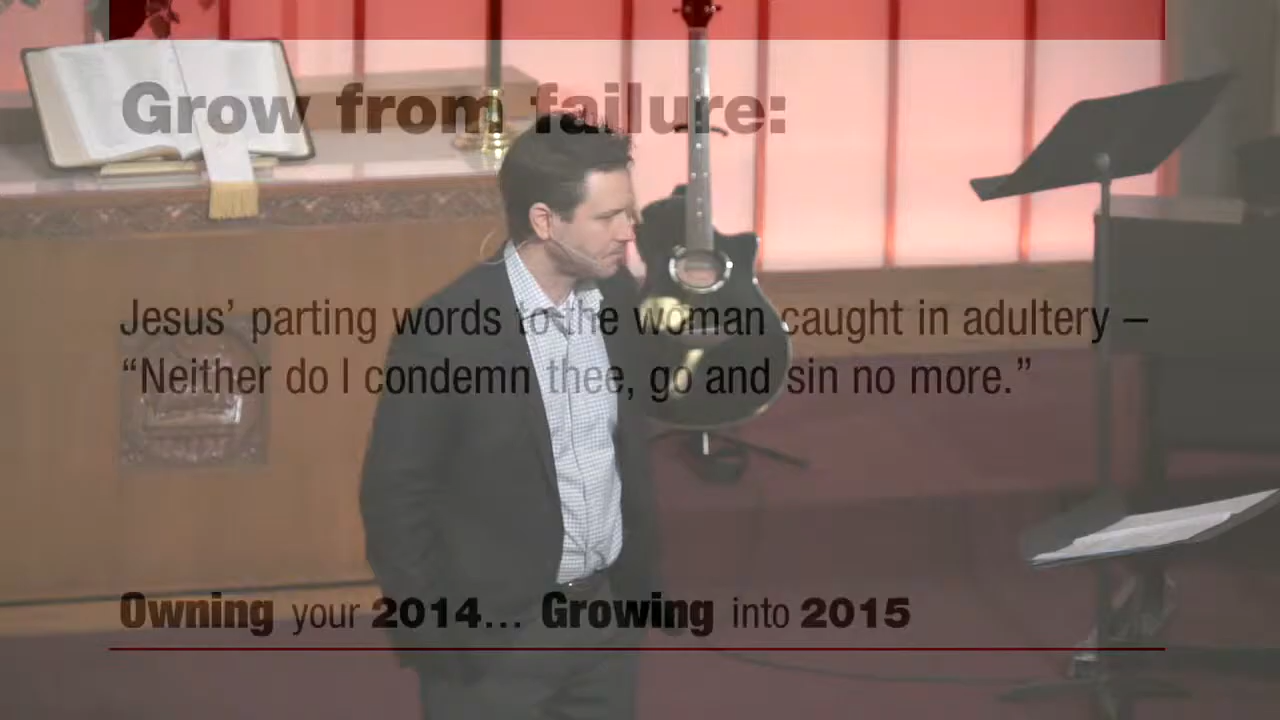 Grow from failure:
Jesus’ parting words to the woman caught in adultery –
“Neither do I condemn thee, go and sin no more.”
Owning your 2014... Growing into 2015